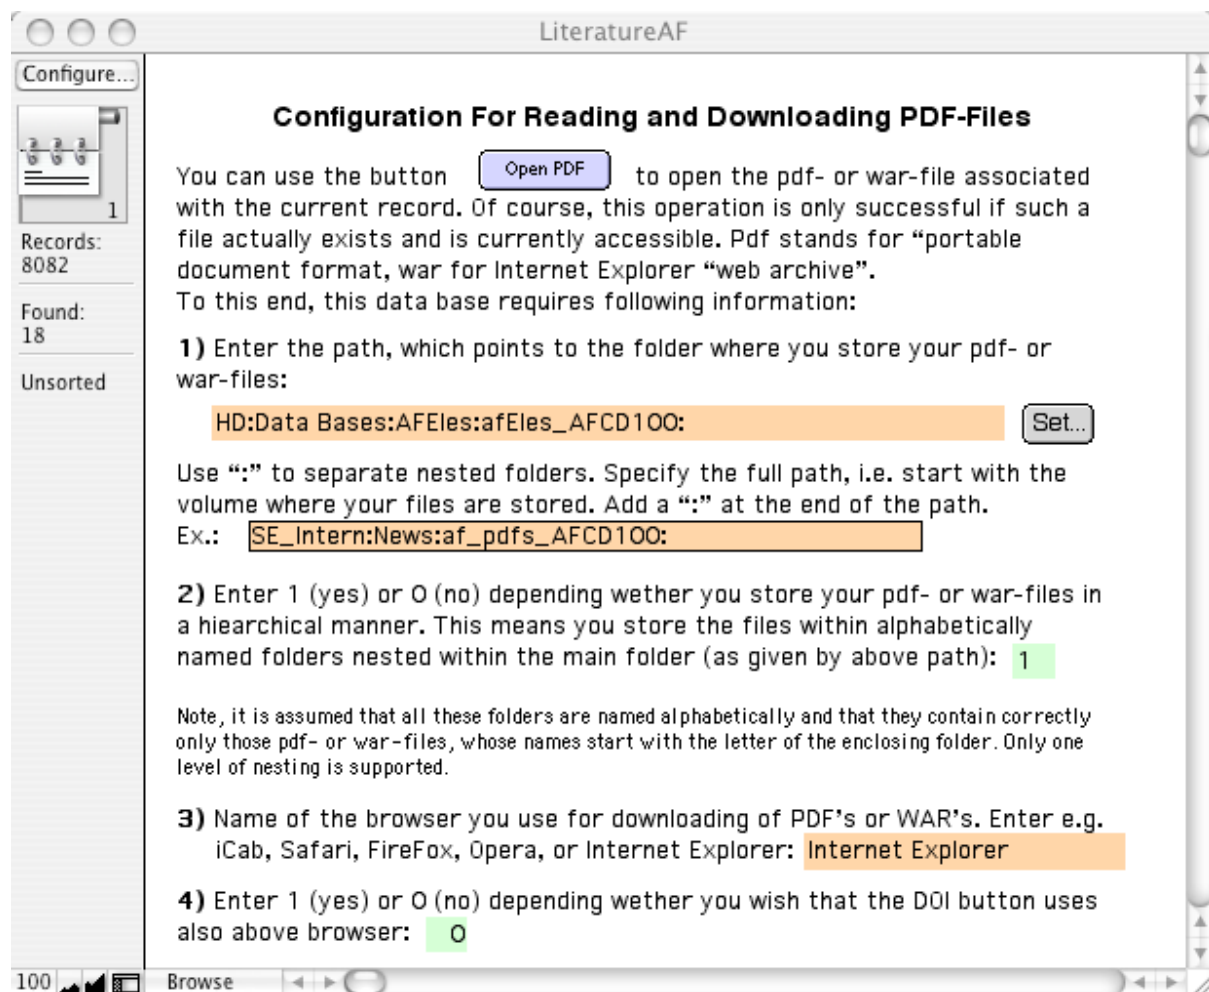 LiteratureAF
Configure...
1
Records:
8082
Found:
18
Unsorted
Configuration For Reading and Downloading PDF-Files
You can use the button Open PDF to open the pdf- or war-file associated
with the current record. Of course, this operation is only successful if such a
file actually exists and is currently accessible. Pdf stands for “portable
document format, war for Internet Explorer “web archive”.
To this end, this data base requires following information:
1) Enter the path, which points to the folder where you store your pdf- or
war-files:
HD:Data Bases:AFEles:afEles_AFCD100: Set...
Use “:” to separate nested folders. Specify the full path, i.e. start with the
volume where your files are stored. Add a “:” at the end of the path.
Ex.: SE_Intern:News:af_pdfs_AFCD100:
2) Enter 1 (yes) or 0 (no) depending wether you store your pdf- or war-files in
a hiearchical manner. This means you store the files within alphabetically
named folders nested within the main folder (as given by above path): 1
Note, it is assumed that all these folders are named alphabetically and that they contain correctly
only those pdf- or war-files, whose names start with the letter of the enclosing folder. Only one
level of nesting is supported.
3) Name of the browser you use for downloading of PDF's or WAR's. Enter e.g.
iCab, Safari, FireFox, Opera, or Internet Explorer: Internet Explorer
4) Enter 1 (yes) or 0 (no) depending wether you wish that the DOI button uses
also above browser: 0
100 Browse